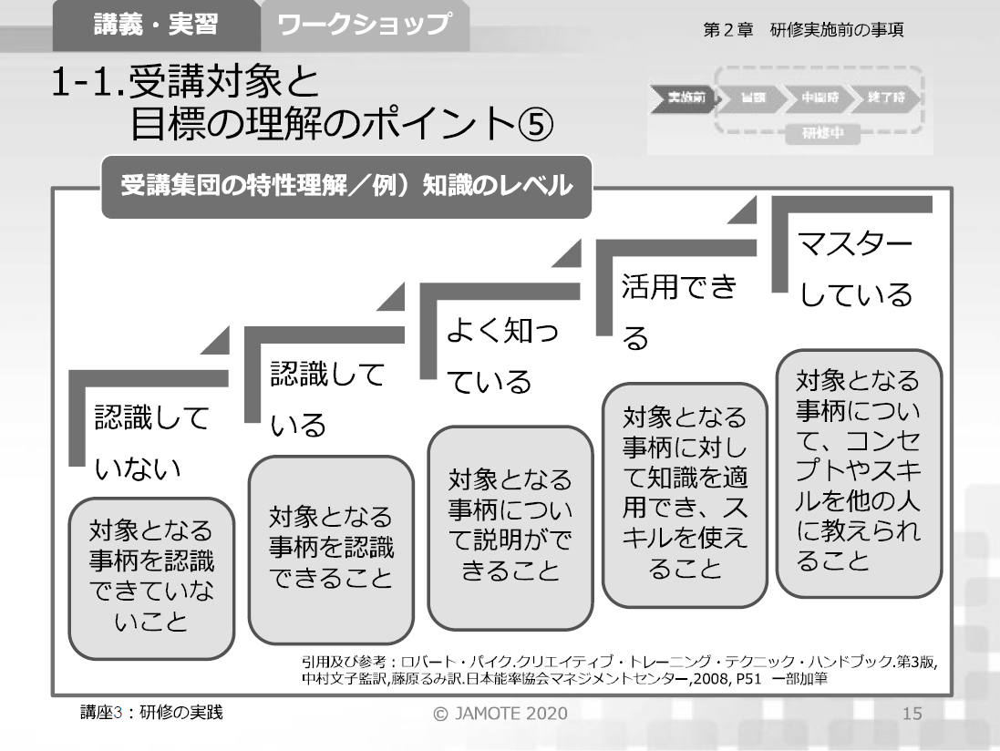 講義・実習
ワークショップ
第２章　研修実施前の事項
1-1.受講対象と
目標の理解のポイント⑤
実施前
冒頭
中間時
終了時
研修中
受講集団の特性理解／例）知識のレベル
認識して
いない
対象となる
事柄を認識
できていな
いこと
認識して
いる
対象となる
事柄を認識
できること
よく知っ
ている
対象となる
事柄につい
て説明がで
きること
活用でき
る
対象となる
事柄に対し
て知識を適
用でき、ス
キルを使え
ること
マスター
している
対象となる
事柄につい
て、コンセ
プトやスキ
ルを他の人
に教えられ
ること
引用及び参考：ロバート・パイク.クリエイティブ・トレーニング・テクニック・ハンドブック.第3版,
中村文子監訳,藤原るみ訳.日本能率協会マネジメントセンター,2008, P51  一部加筆
講座3：研修の実践
© JAMOTE 2020
15